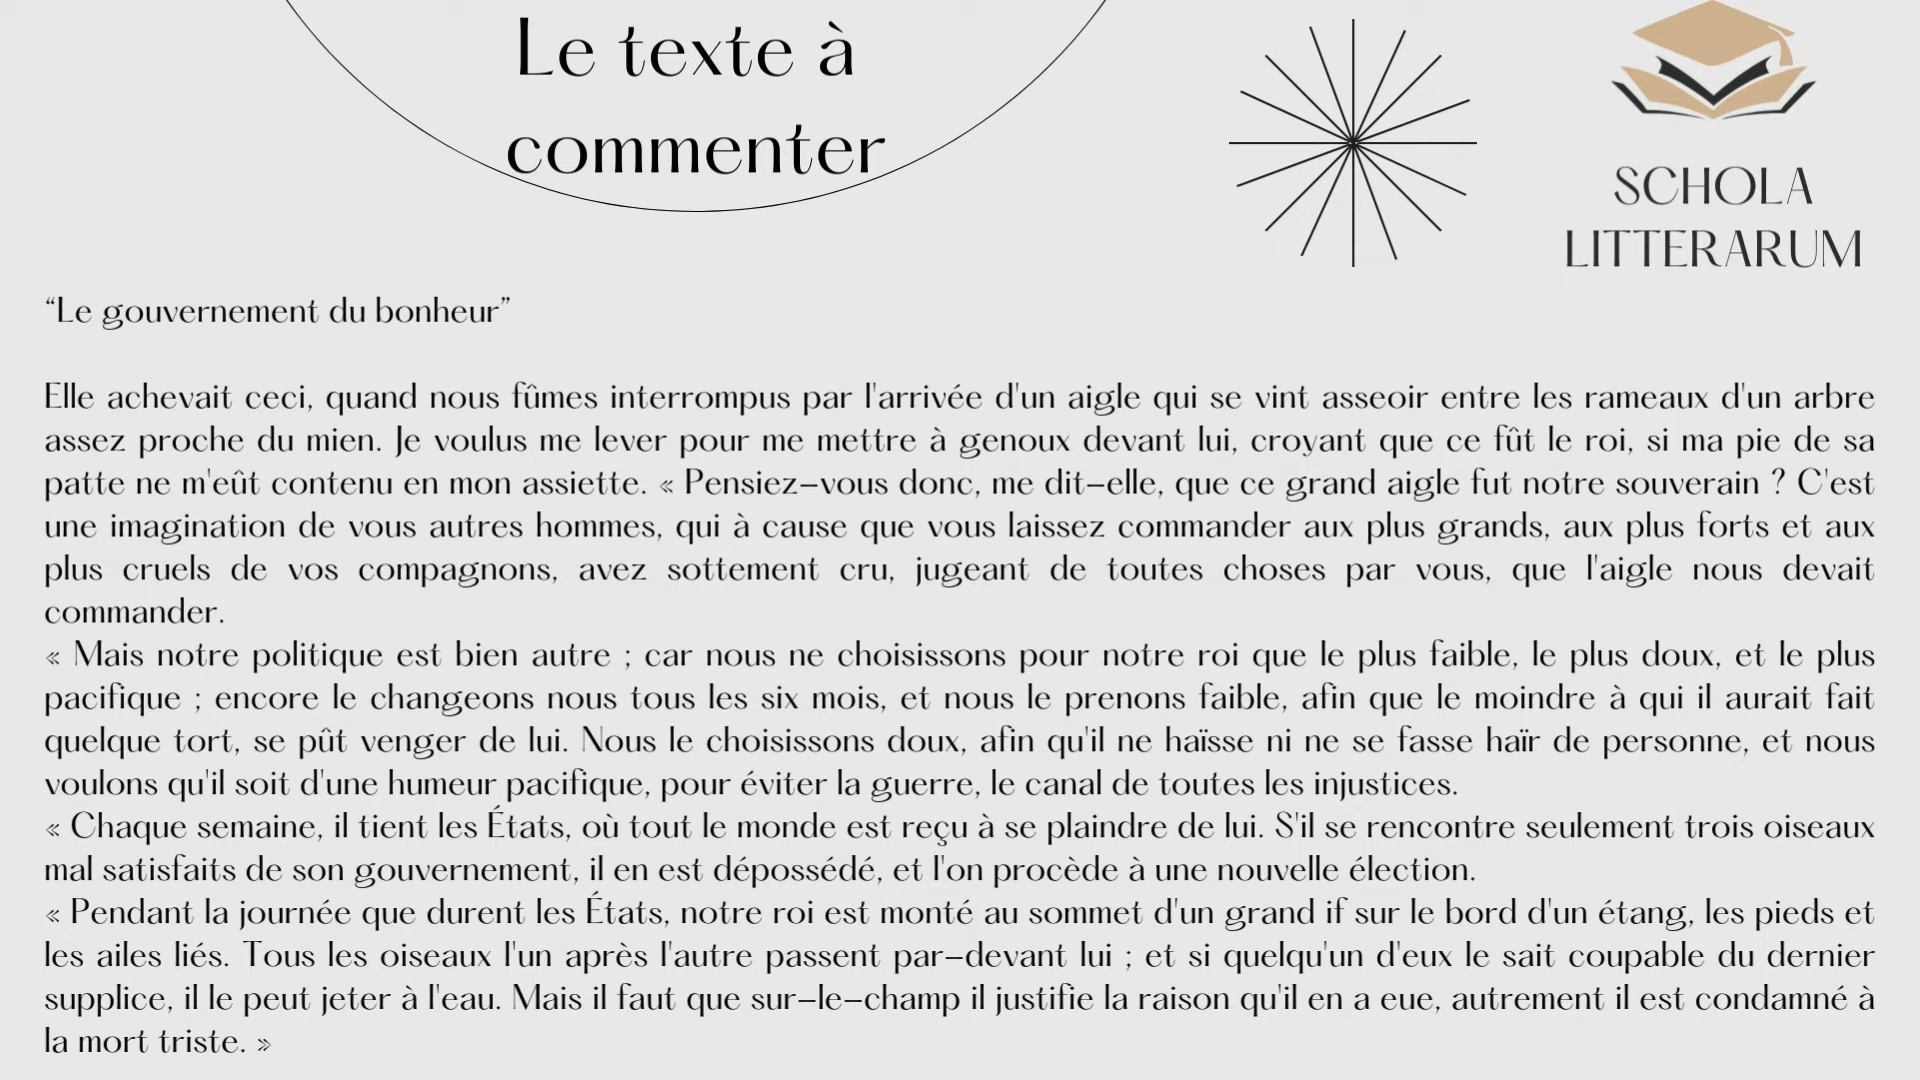 Le texte à
commenter
SCHOLA
LITTERARUM
“Le gouvernement du bonheur”
Elle achevait ceci, quand nous fûmes interrompus par l'arrivée d'un aigle qui se vint asseoir entre les rameaux d'un arbre
assez proche du mien. Je voulus me lever pour me mettre à genoux devant lui, croyant que ce fût le roi, si ma pie de sa
patte ne m'eût contenu en mon assiette. « Pensiez-vous donc, me dit-elle, que ce grand aigle fut notre souverain ? C'est
une imagination de vous autres hommes, qui à cause que vous laissez commander aux plus grands, aux plus forts et aux
plus cruels de vos compagnons, avez sottement cru, jugeant de toutes choses par vous, que l'aigle nous devait
commander.
« Mais notre politique est bien autre ; car nous ne choisissons pour notre roi que le plus faible, le plus doux, et le plus
pacifique ; encore le changeons nous tous les six mois, et nous le prenons faible, afin que le moindre à qui il aurait fait
quelque tort, se pût venger de lui. Nous le choisissons doux, afin qu'il ne haïsse ni ne se fasse haïr de personne, et nous
voulons qu'il soit d'une humeur pacifique, pour éviter la guerre, le canal de toutes les injustices.
« Chaque semaine, il tient les États, où tout le monde est reçu à se plaindre de lui. S'il se rencontre seulement trois oiseaux
mal satisfaits de son gouvernement, il en est dépossédé, et l'on procède à une nouvelle élection.
« Pendant la journée que durent les États, notre roi est monté au sommet d'un grand if sur le bord d'un étang, les pieds et
les ailes liés. Tous les oiseaux l'un après l'autre passent par-devant lui ; et si quelqu'un d'eux le sait coupable du dernier
supplice, il le peut jeter à l'eau. Mais il faut que sur-le-champ il justifie la raison qu'il en a eue, autrement il est condamné à
la mort triste. »